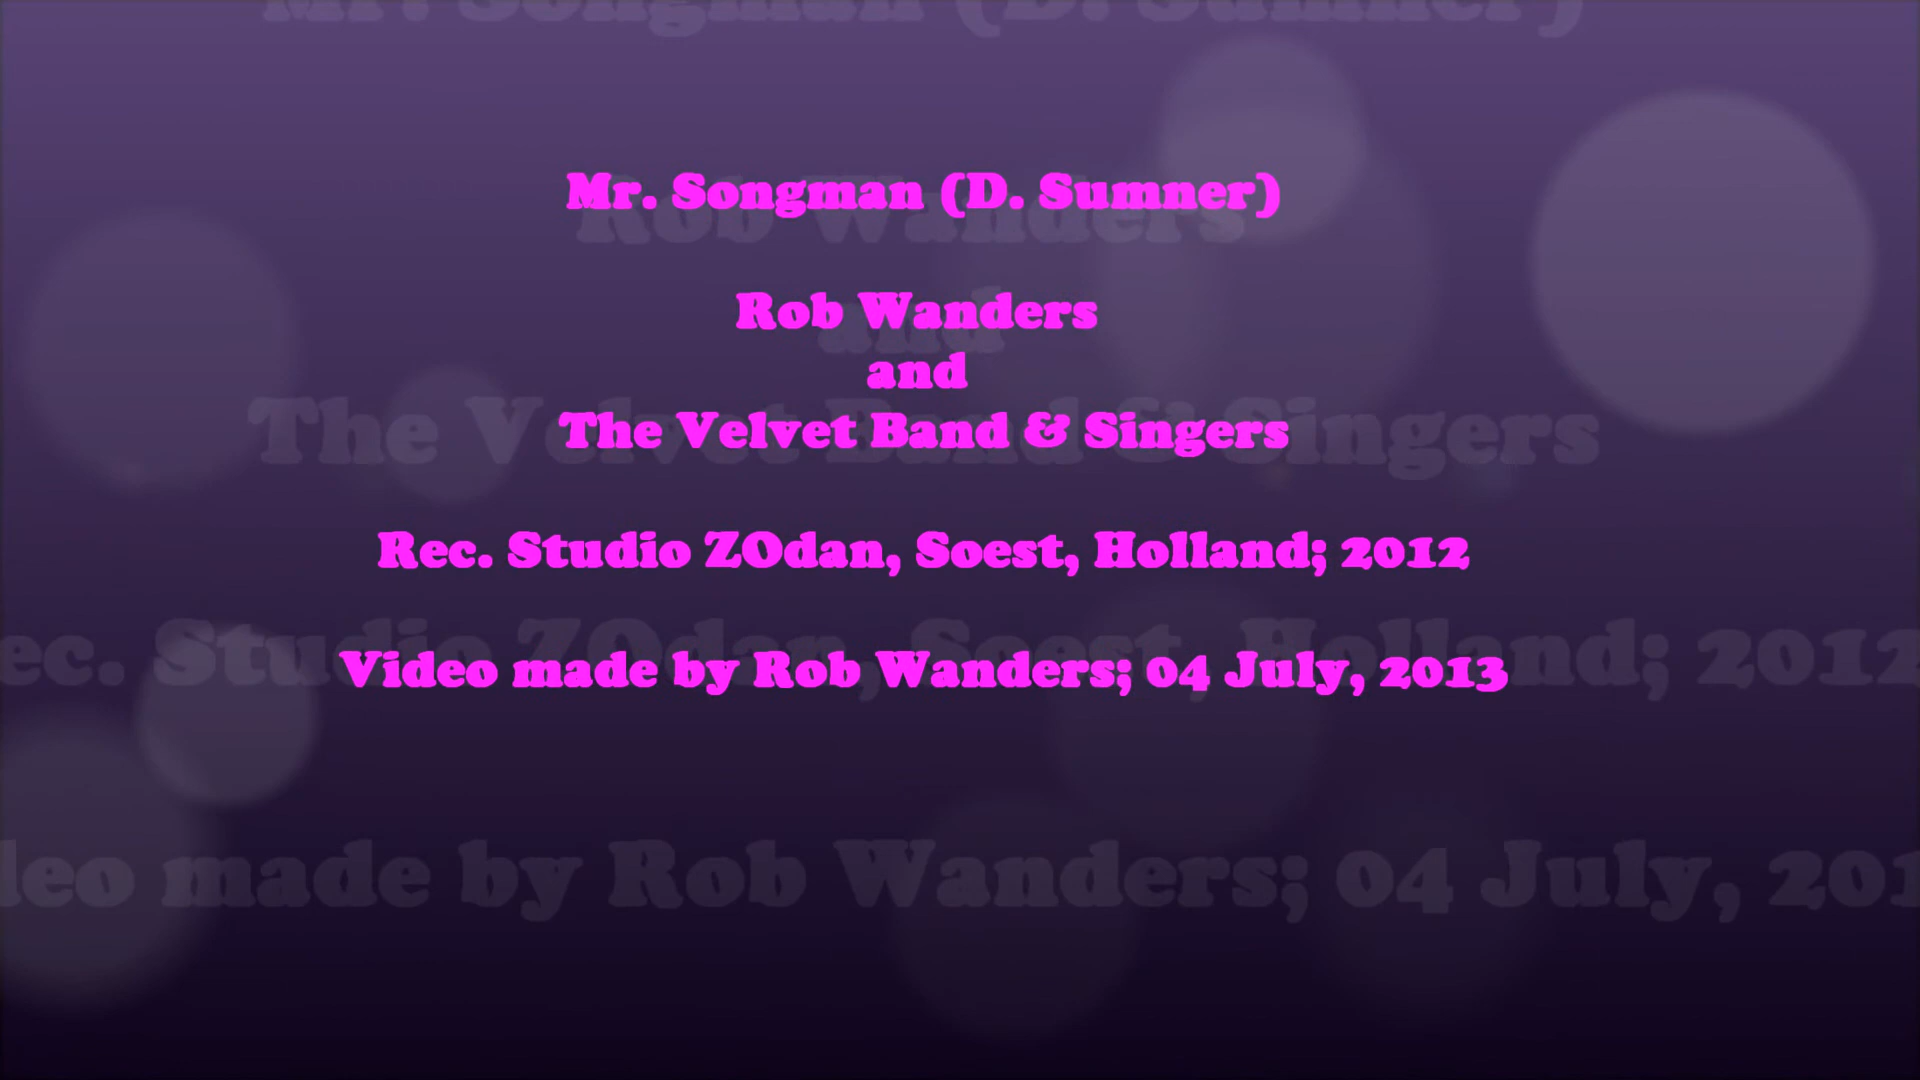 Mr. Songman (D. Sumner)
Rob Wanders
and
The Velvet Band & Singers
Rec. Studio ZOdan, Soest, Holland; 2012
Video made by Rob Wanders; 04 July, 2013